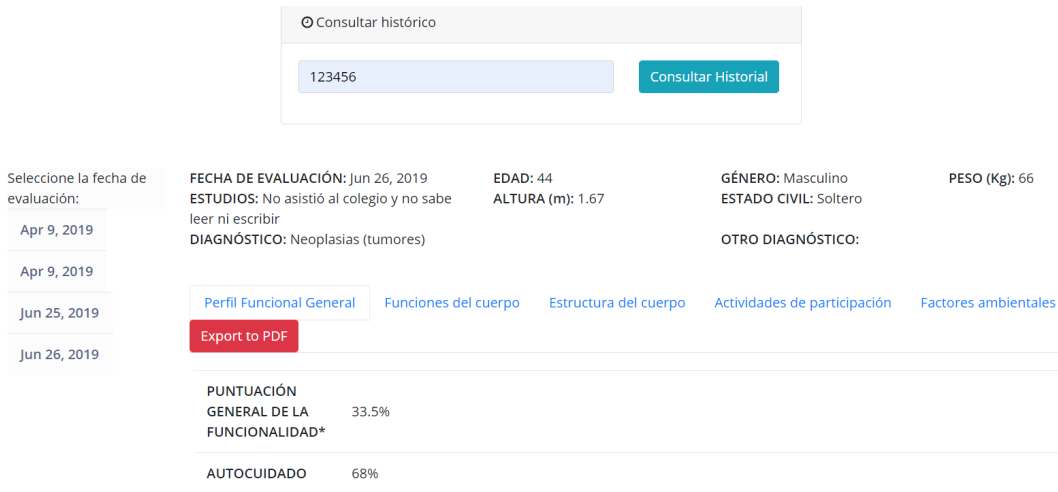 Consultar histórico
123456
Consultar Historial
Seleccione la fecha de
evaluación:
Apr 9, 2019
Apr 9, 2019
Jun 25, 2019
Jun 26, 2019
FECHA DE EVALUACIÓN: Jun 26, 2019
EDAD: 44
GÉNERO: Masculino
PESO (Kg): 66
ESTUDIOS: No asistió al colegio y no sabe
leer ni escribir
ALTURA (m): 1.67
ESTADO CIVIL: Soltero
DIAGNÓSTICO: Neoplasias (tumores)
OTRO DIAGNÓSTICO:
Perfil Funcional General
Funciones del cuerpo
Estructura del cuerpo
Actividades de participación
Factores ambientales
Export to PDF
PUNTUACIÓN
GENERAL DE LA
FUNCIONALIDAD*
33.5%
AUTOCUIDADO
68%